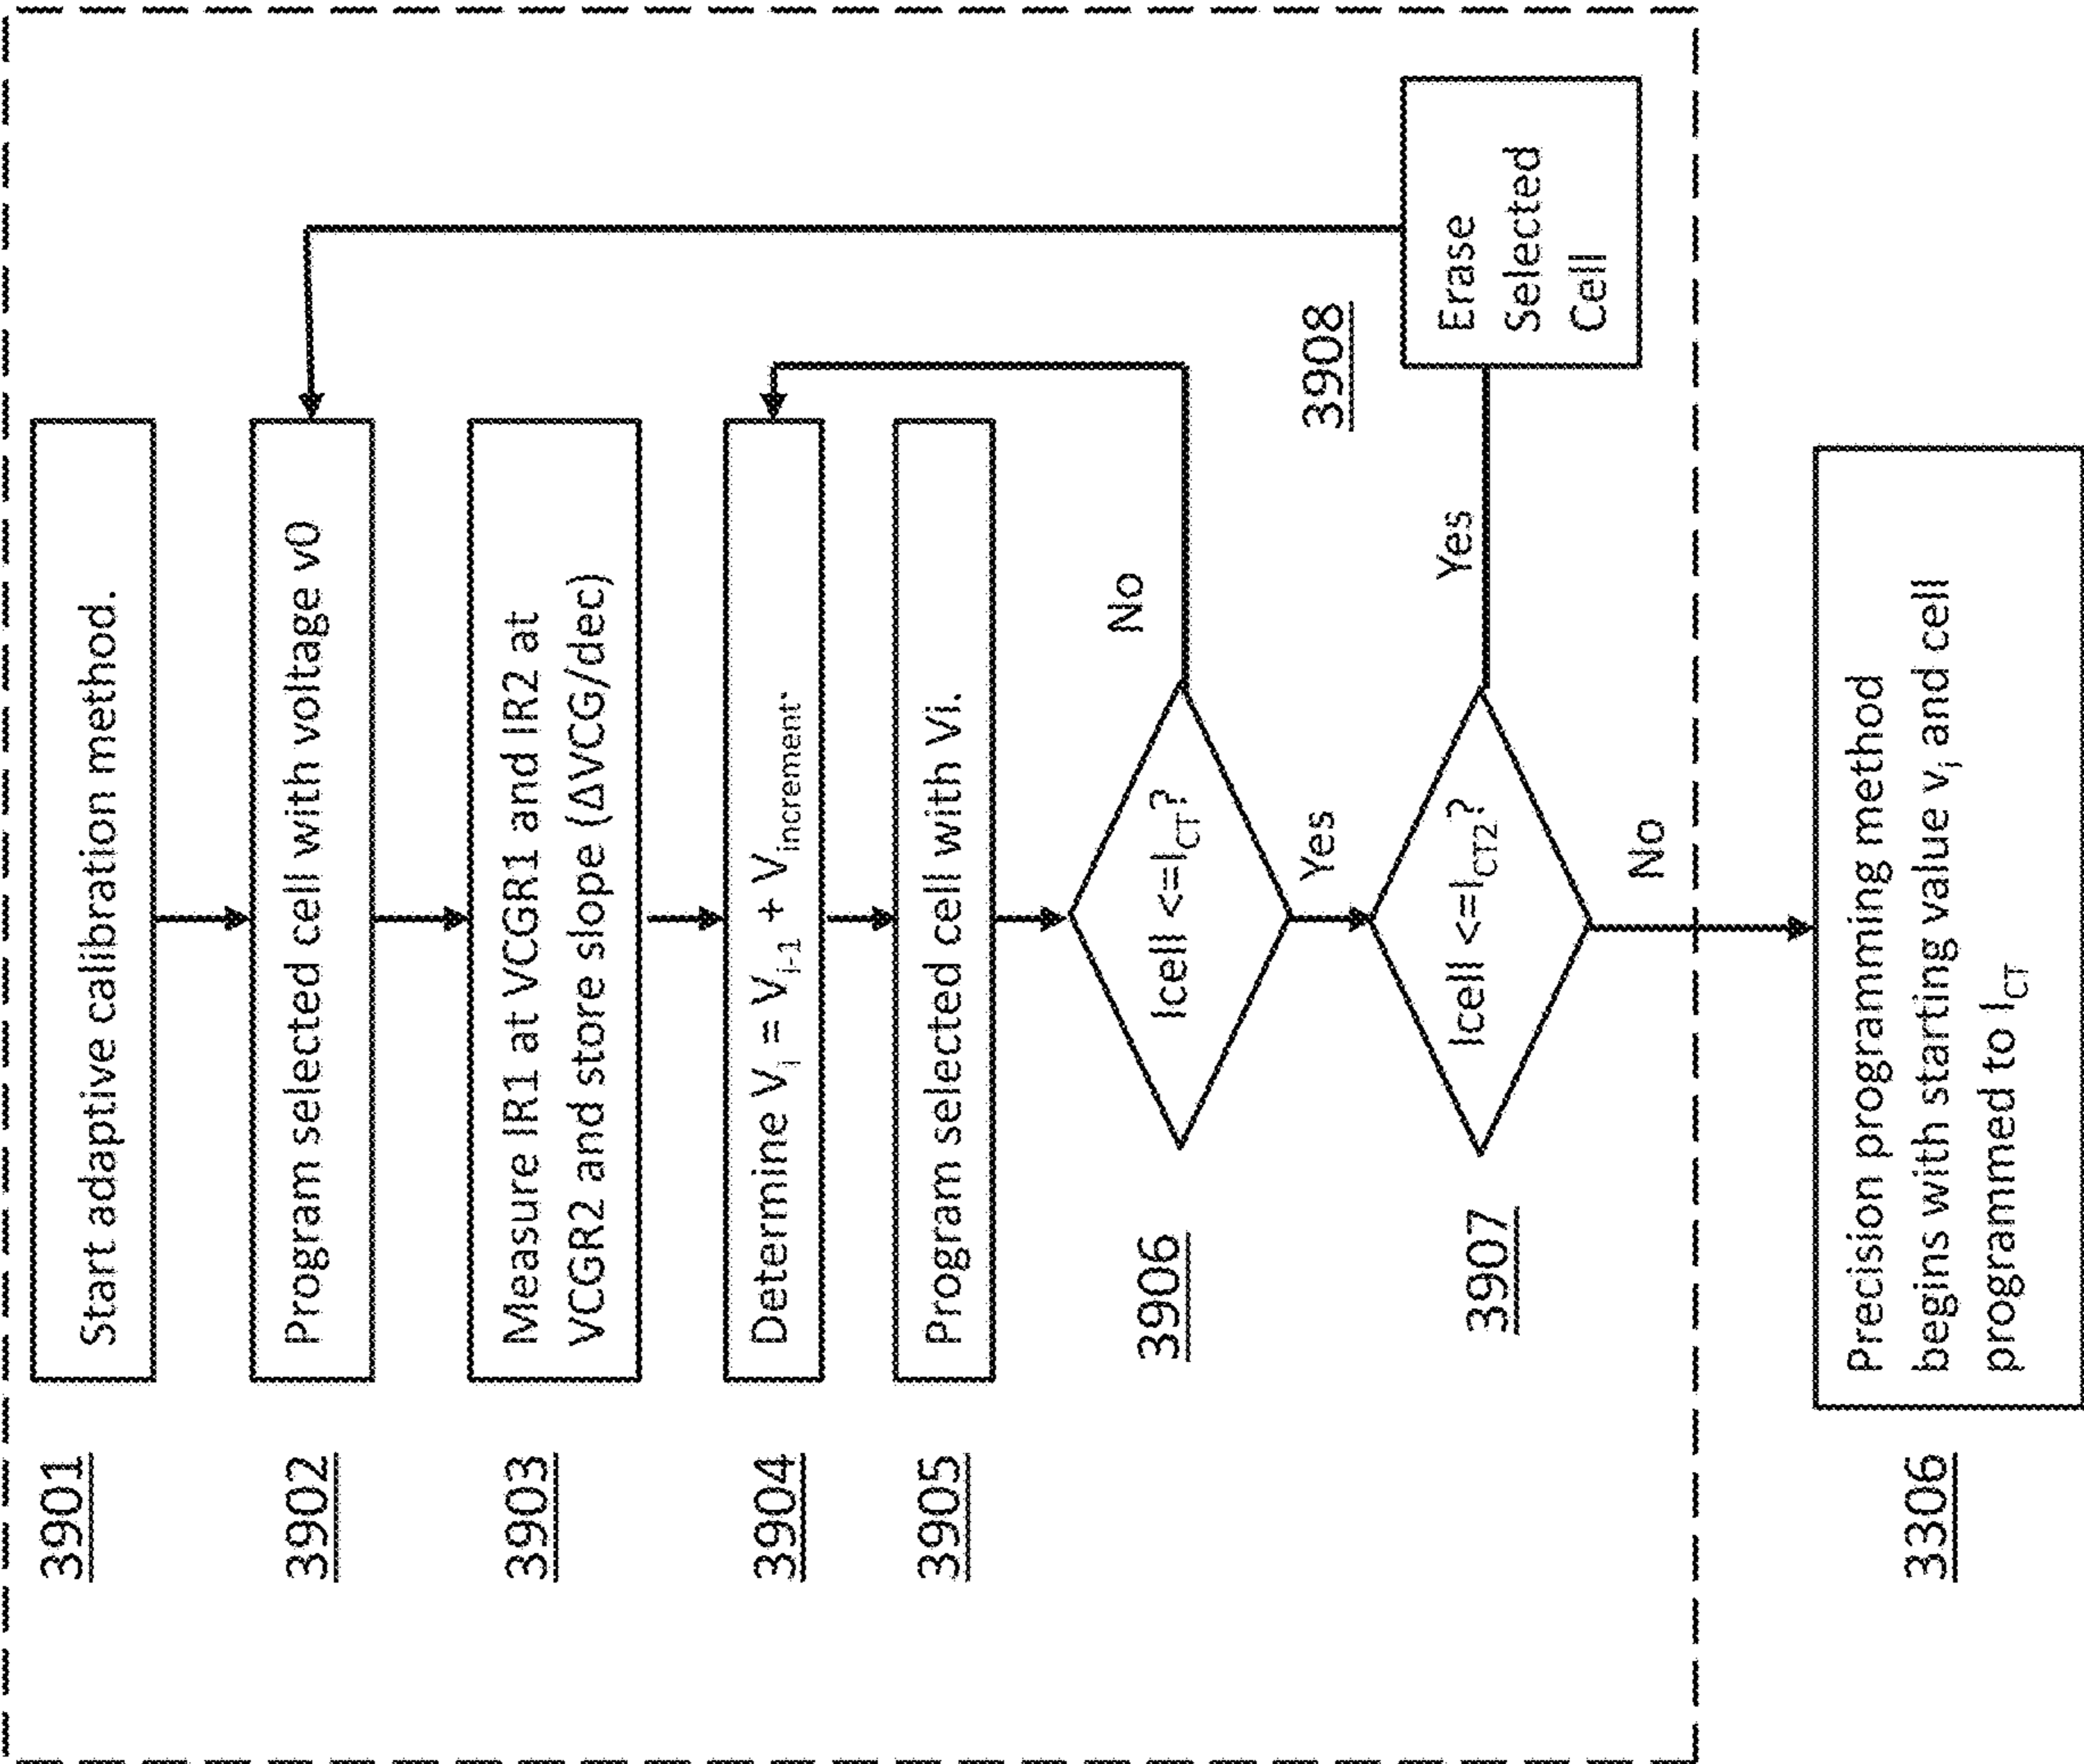 3901
Start adaptive calibration method.
3902
Program selected cell with voltage v0
3903
Measure IR1 at VCGR1 and IR2 at
VCGR2 and store slope (ΔVCG/dec)
3904
Determine Vi = Vi-1 + Vincrement.
3905
Program selected cell with Vi.
3906
Icell <=ICT?
No
Yes
3907
Icell <=ICT2?
Yes
3908
Erase
Selected
Cell
No
3306
Precision programming method
begins with starting value vi and cell
programmed to ICT